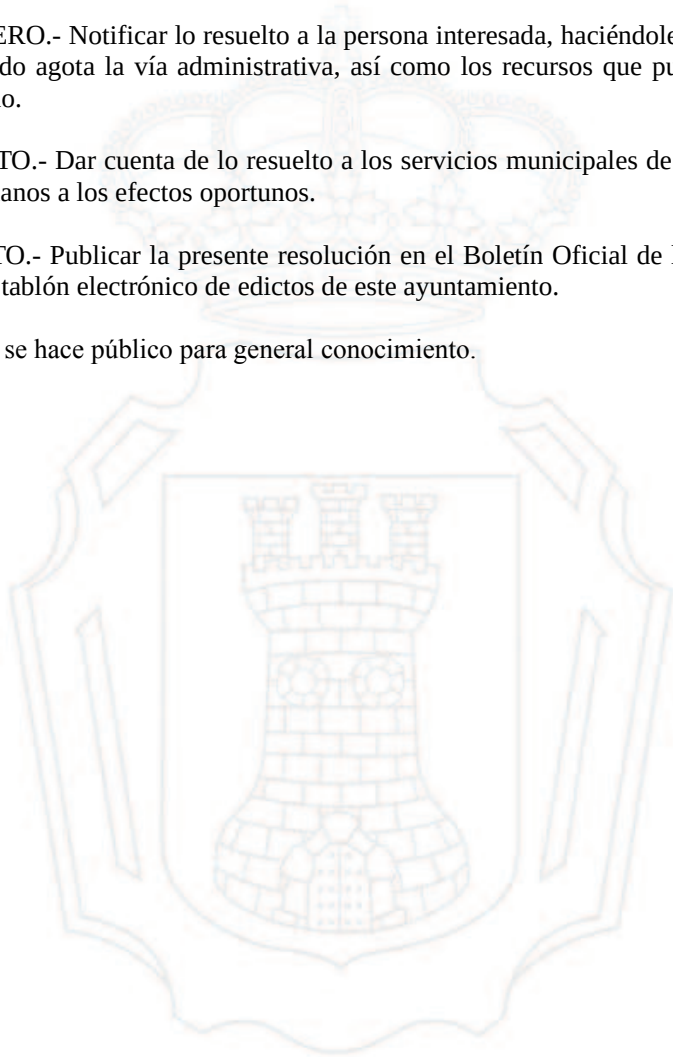 ERO.- Notificar lo resuelto a la persona interesada, haciéndole
do agota la vía administrativa, así como los recursos que pu
o.
TO.- Dar cuenta de lo resuelto a los servicios municipales de
anos a los efectos oportunos.
TO.- Publicar la presente resolución en el Boletín Oficial de l
tablón electrónico de edictos de este ayuntamiento.
se hace público para general conocimiento.